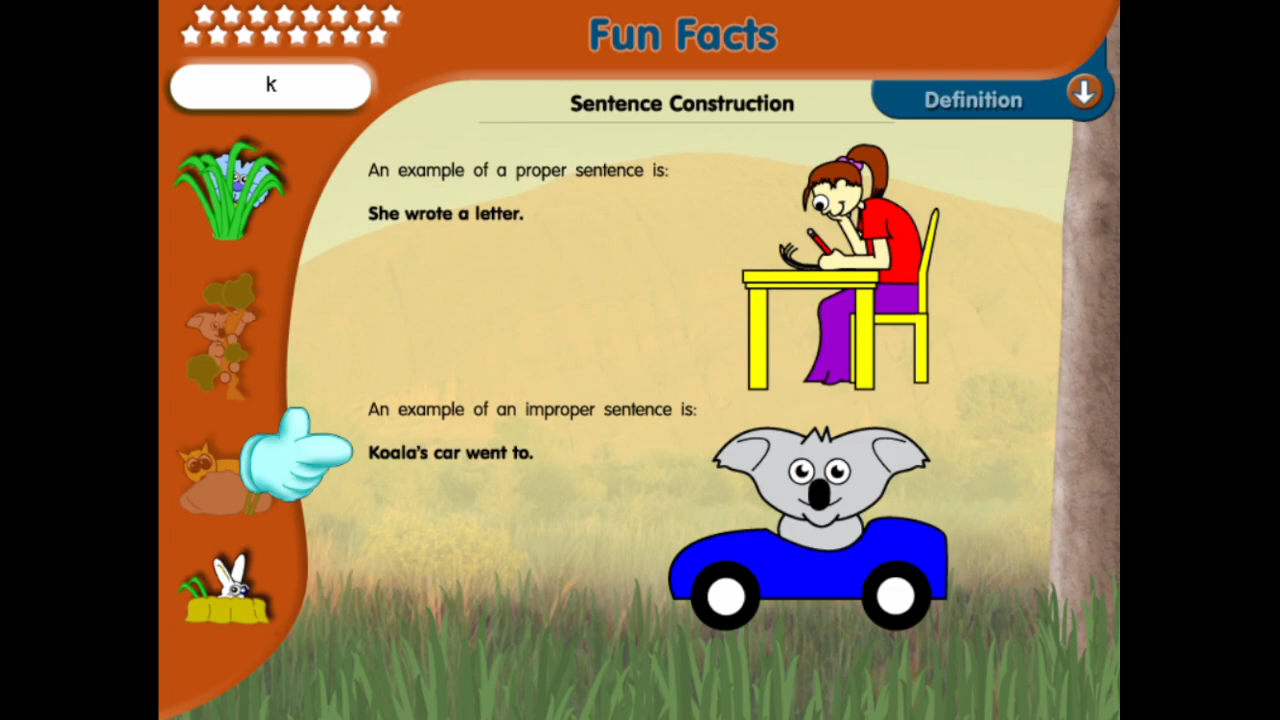 Fun Facts
k
Sentence Construction
Definition
An example of a proper sentence is:
She wrote a letter.
An example of an improper sentence is:
Koala's car went to.